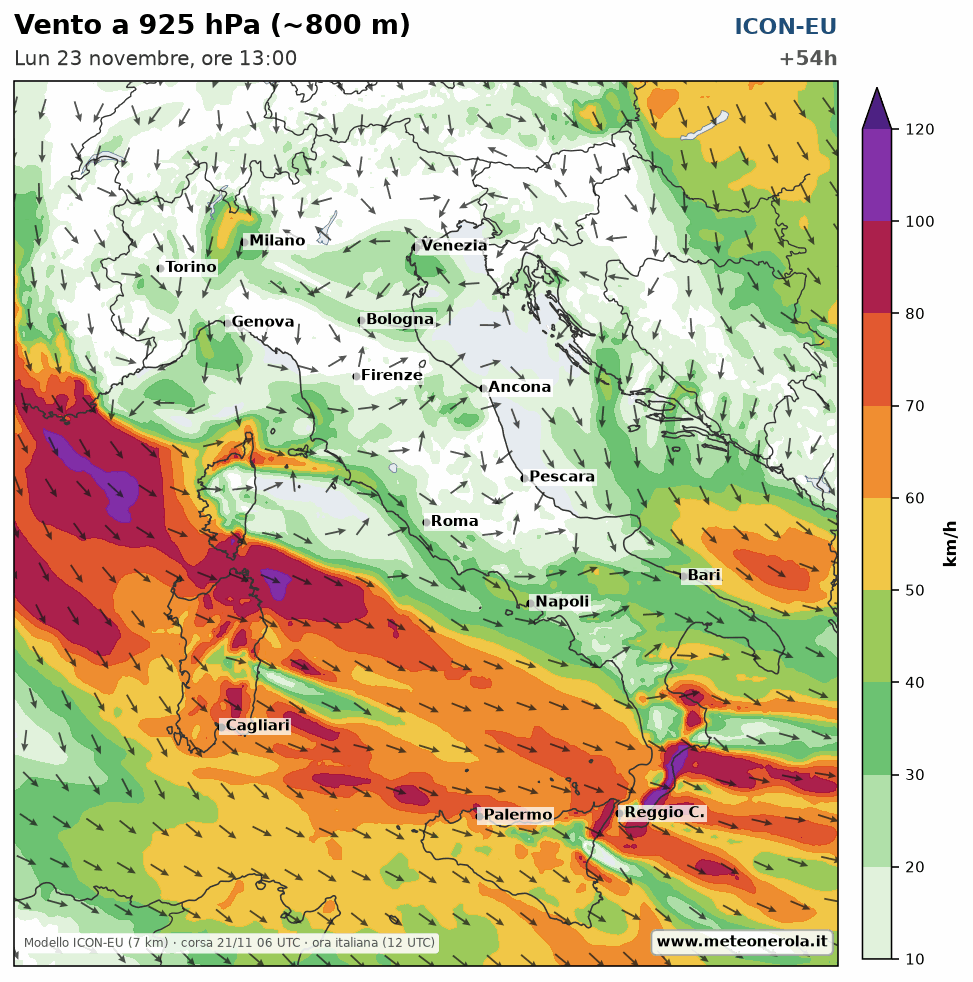 Vento a 925 hPa (~800 m)
ICON-EU
Lun 23 novembre, ore 13:00
+54h
Milano
Venezia
Torino
Genova
Bologna
Firenze
Ancona
Pescara
Roma
Bari
Napoli
Cagliari
Palermo
Reggio C.
120
100
80
70
60
50
40
30
20
10
km/h
Modello ICON-EU (7 km) · corsa 21/11 06 UTC · ora italiana (12 UTC)
www.meteonerola.it